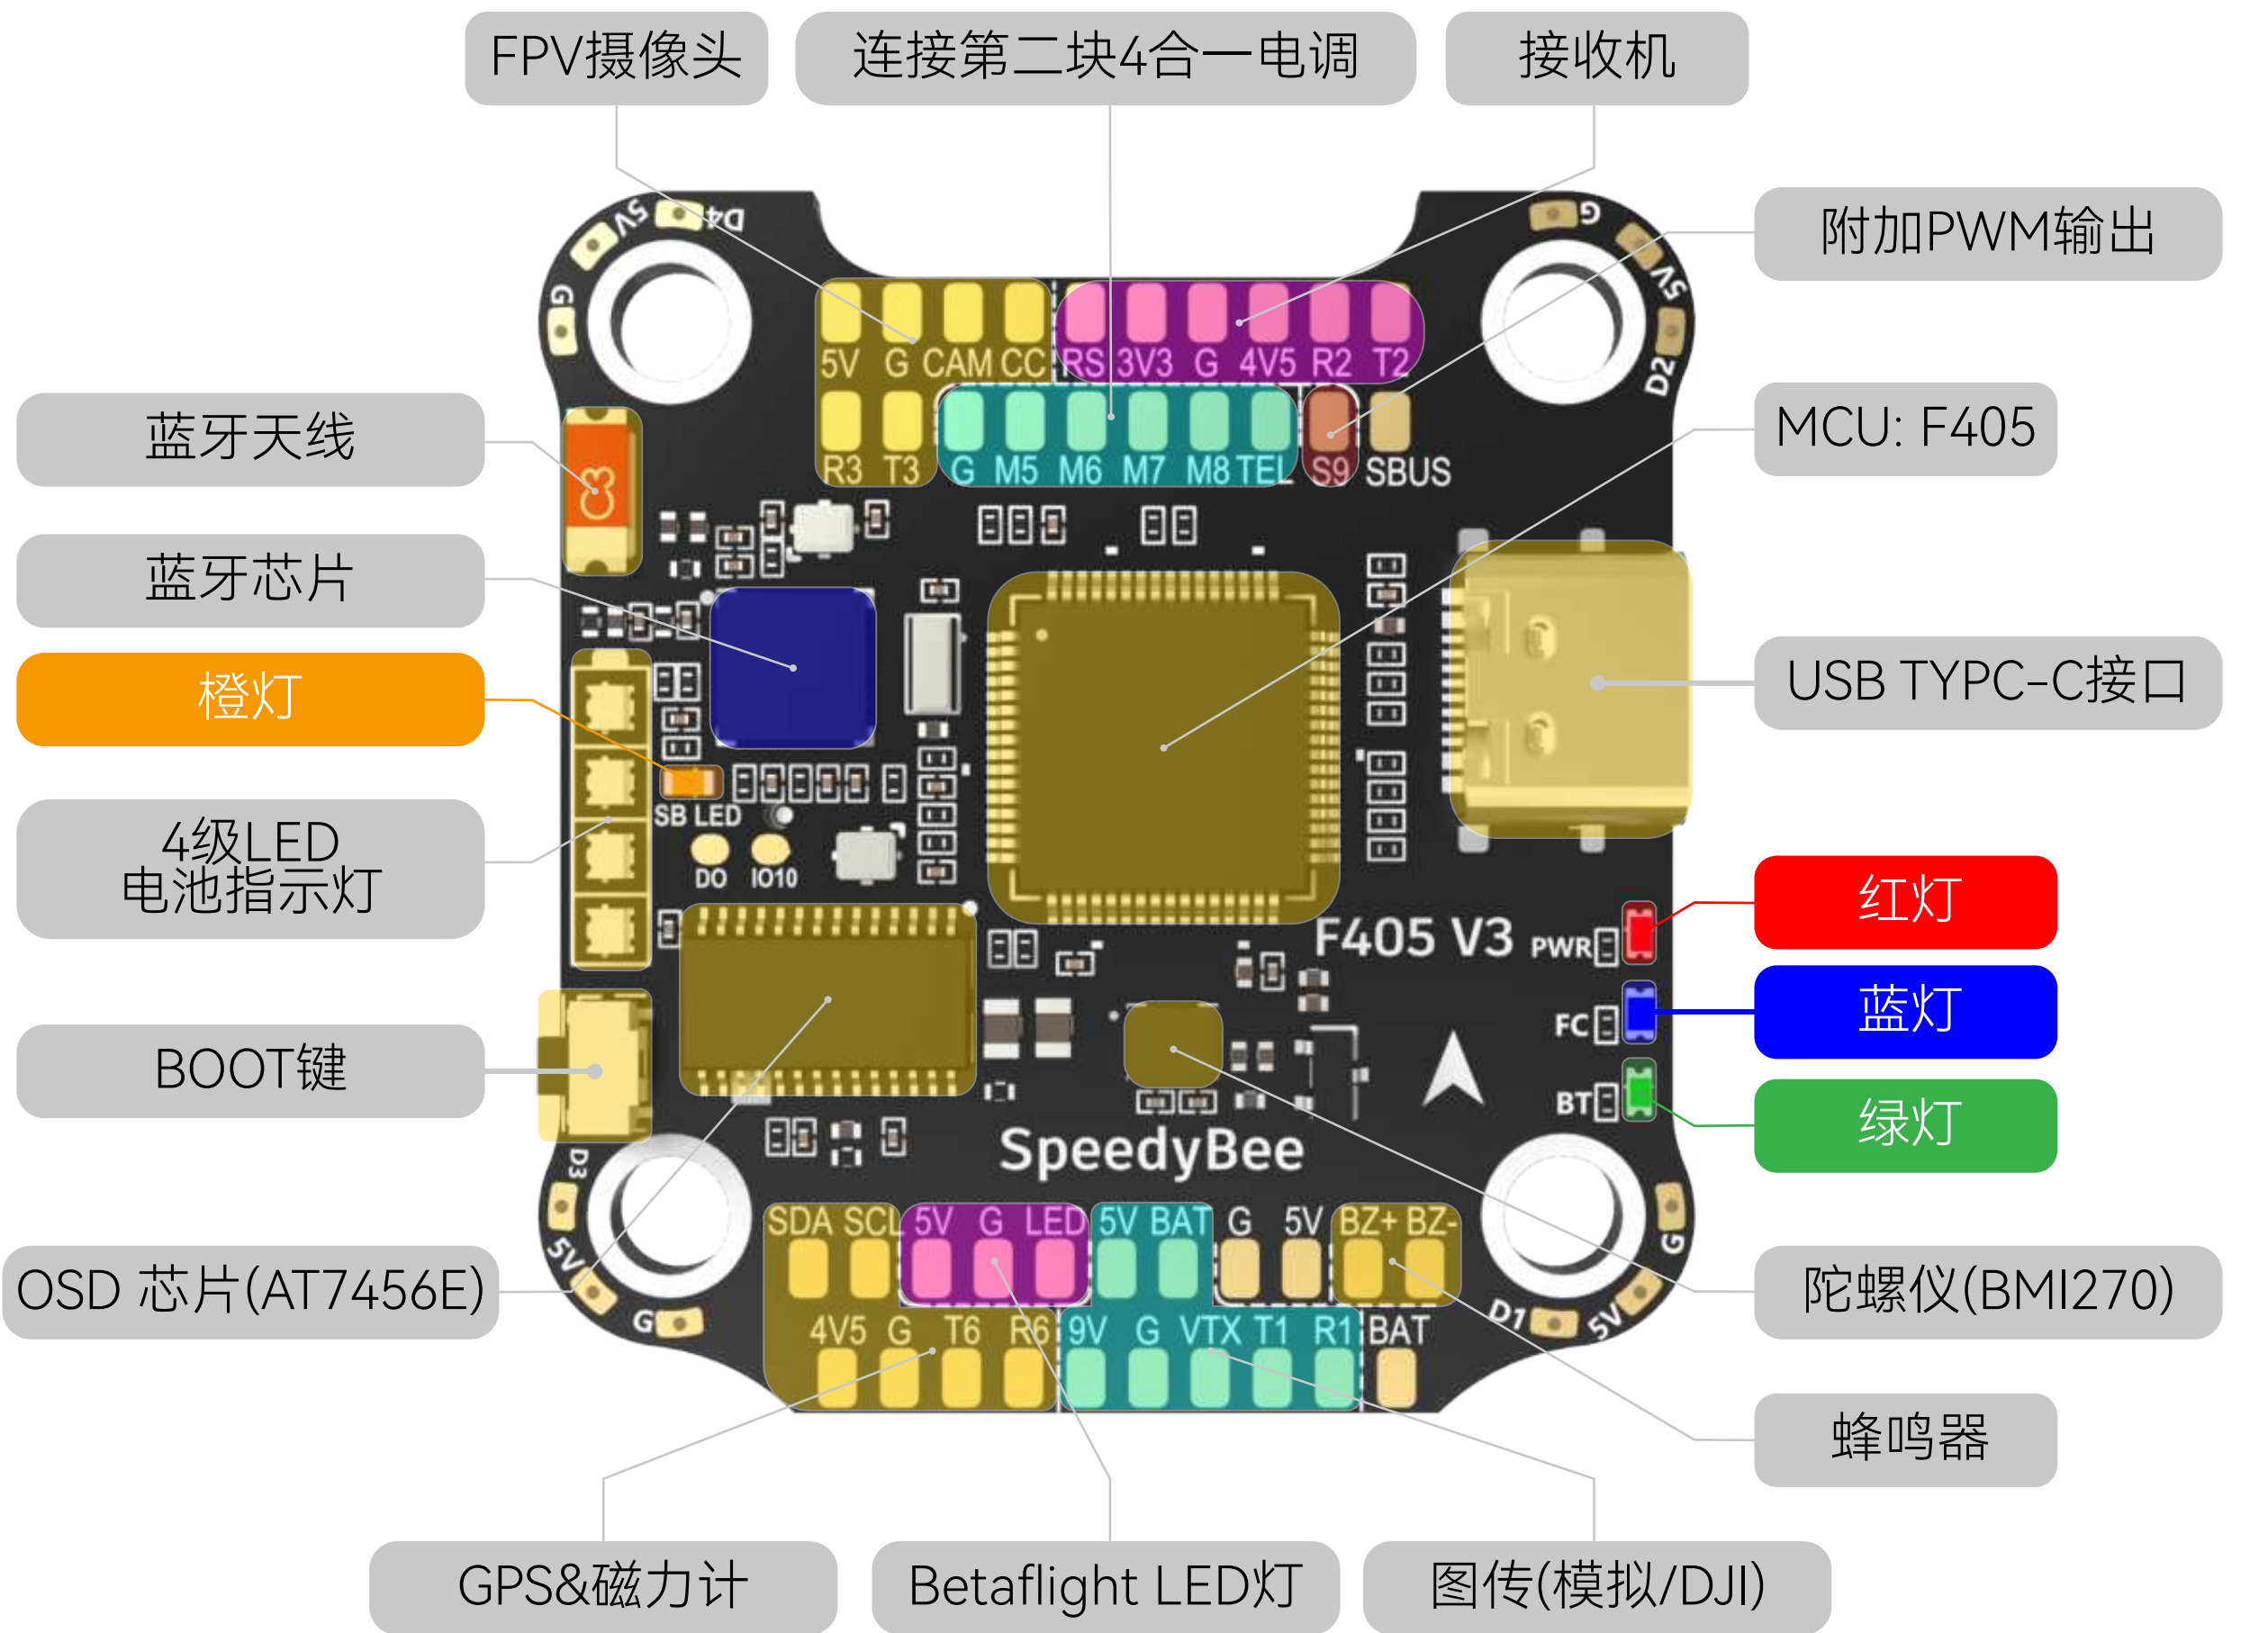 FPV摄像头
连接第二块4合一电调
接收机
附加PWM输出
MCU: F405
USB TYPC-C接口
红灯
蓝灯
绿灯
陀螺仪(BMI270)
蜂鸣器
蓝牙天线
蓝牙芯片
橙灯
4级LED
电池指示灯
BOOT键
OSD 芯片(AT7456E)
GPS&磁力计
Betaflight LED灯
图传(模拟/DJI)
D4
5V
G
G
5V
D2
5V G CAM CC RS 3V3 G 4V5 R2 T2
R3 T3 G M5 M6 M7 M8 TEL S9 SBUS
C3
SB LED
DO IO10
F405 V3
PWR
FC
BT
SpeedyBee
D3
5V
G
G
5V
D1
SDA SCL 5V G LED 5V BAT G 5V BZ+ BZ-
4V5 G T6 R6 9V G VTX T1 R1 BAT